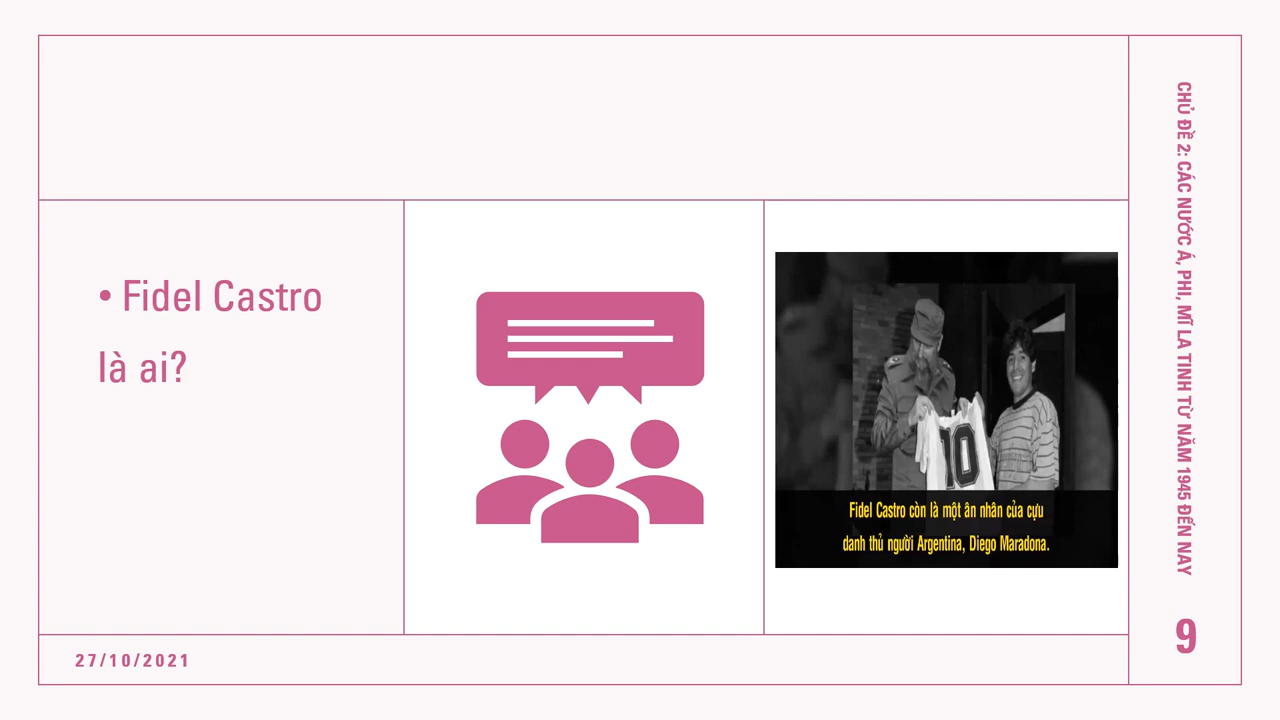 • Fidel Castro
là ai?
10
Fidel Castro còn là một ân nhân của cựu
danh thủ người Argentina, Diego Maradona.
CHỦ ĐỀ 2: CÁC NƯỚC Á, PHI, MĨ LA TINH TỪ NĂM 1945 ĐẾN NAY
27/10/2021
9